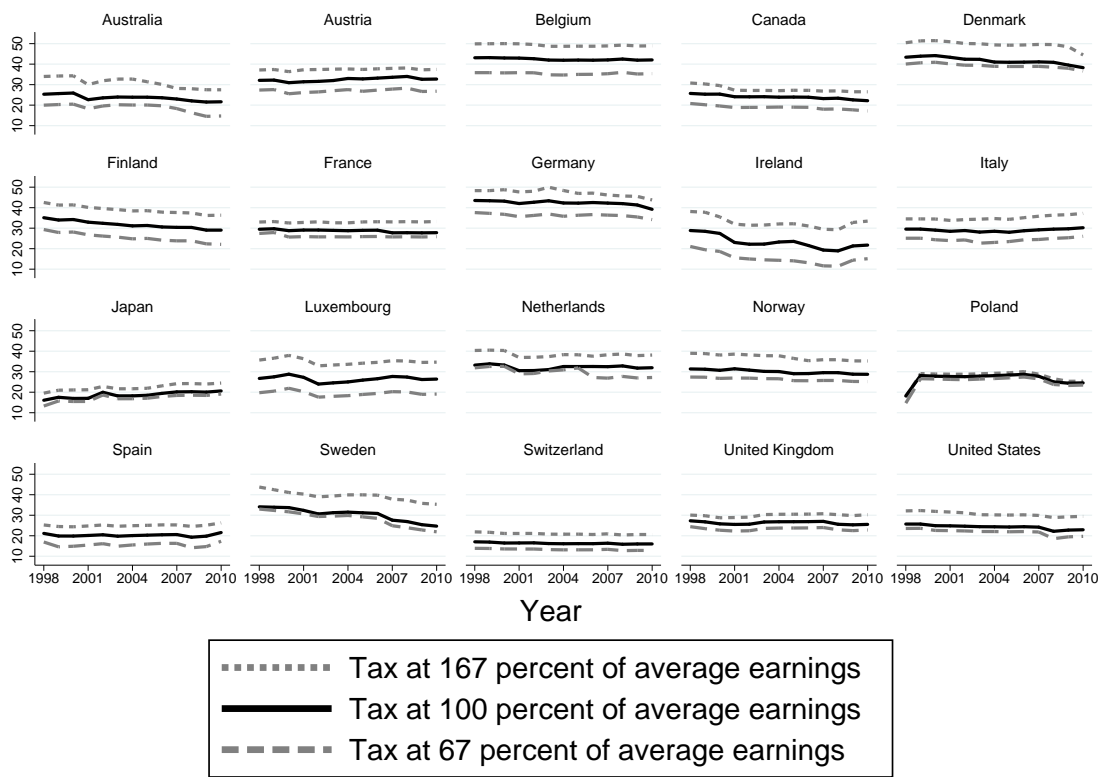 Australia Austria Belgium Canada Denmark
50
40
30
20
10
Finland France Germany Ireland Italy
50
40
30
20
10
Japan Luxembourg Netherlands Norway Poland
50
40
30
20
10
Spain Sweden Switzerland United Kingdom United States
50
40
30
20
10
1998 2001 2004 2007 2010 1998 2001 2004 2007 2010 1998 2001 2004 2007 2010 1998 2001 2004 2007 2010 1998 2001 2004 2007 2010
Year
Tax at 167 percent of average earnings
Tax at 100 percent of average earnings
Tax at 67 percent of average earnings